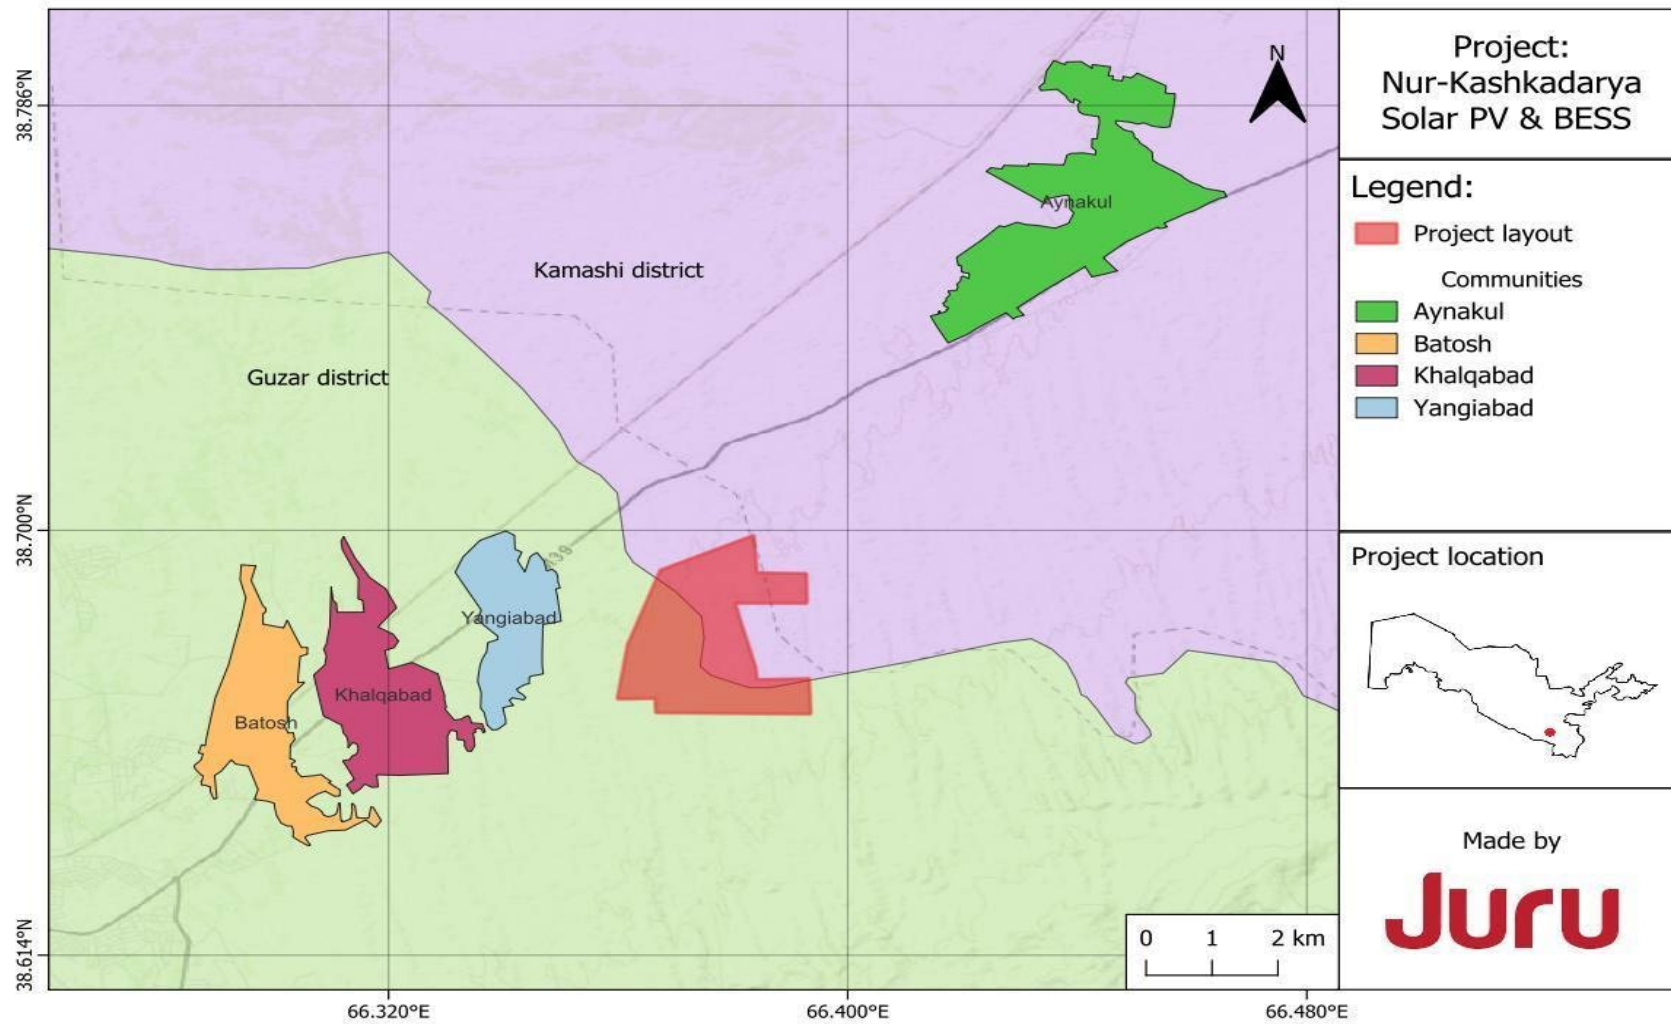 Project:
Nur-Kashkadarya
Solar PV & BESS
Legend:
Project layout
Communities
Aynakul
Batosh
Khalqabad
Yangiabad
Project location
Made by
Juru
N
38.786°N
38.700°N
38.614°N
66.320°E
66.400°E
66.480°E
Aynakul
Kamashi district
Guzar district
Yangiabad
Khalqabad
Batosh
0 1 2 km